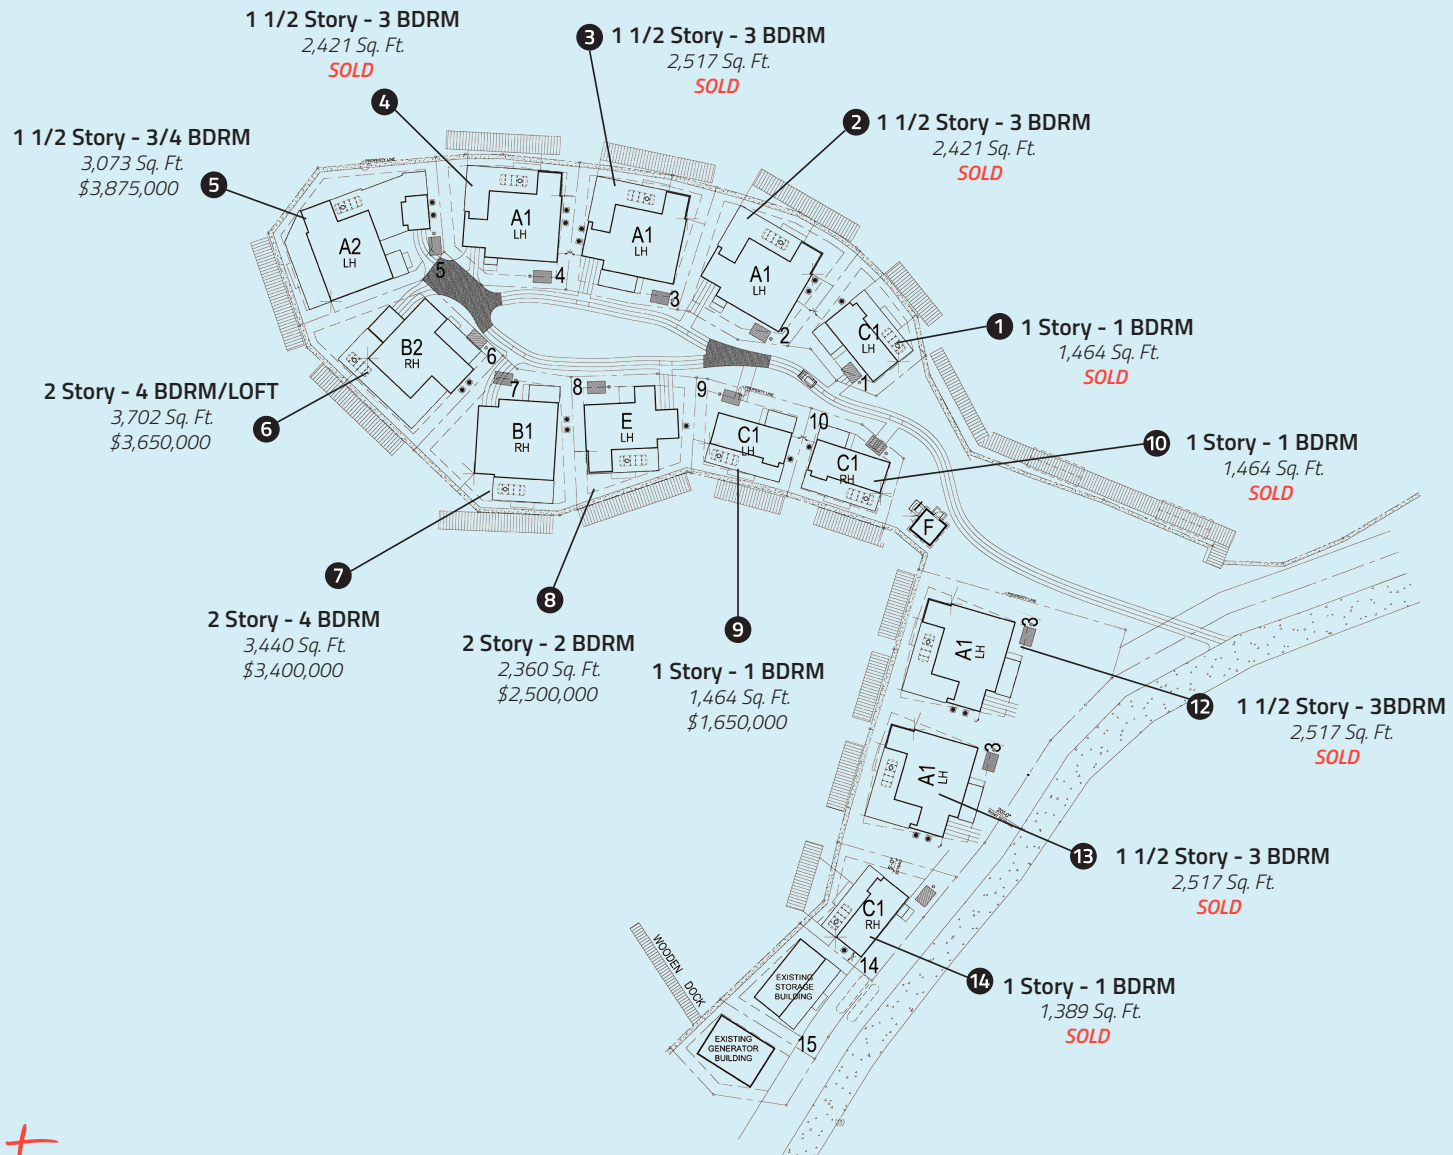 1 1/2 Story - 3 BDRM
2,421 Sq. Ft.
SOLD
4
3
1 1/2 Story - 3 BDRM
2,517 Sq. Ft.
SOLD
2
1 1/2 Story - 3 BDRM
2,421 Sq. Ft.
SOLD
1 1/2 Story - 3/4 BDRM
3,073 Sq. Ft.
$3,875,000
5
1
1 Story - 1 BDRM
1,464 Sq. Ft.
SOLD
2 Story - 4 BDRM/LOFT
3,702 Sq. Ft.
$3,650,000
6
10
1 Story - 1 BDRM
1,464 Sq. Ft.
SOLD
7
2 Story - 4 BDRM
3,440 Sq. Ft.
$3,400,000
8
2 Story - 2 BDRM
2,360 Sq. Ft.
$2,500,000
9
1 Story - 1 BDRM
1,464 Sq. Ft.
$1,650,000
12
1 1/2 Story - 3BDRM
2,517 Sq. Ft.
SOLD
13
1 1/2 Story - 3 BDRM
2,517 Sq. Ft.
SOLD
14
1 Story - 1 BDRM
1,389 Sq. Ft.
SOLD
PROPERTY LINE
A2
LH
5
A1
LH
4
A1
LH
3
A1
LH
2
C1
LH
1
B2
RH
6
B1
RH
7
E
LH
8
C1
LH
9
PROPERTY LINE
C1
RH
10
F
PROPERTY LINE
A1
LH
3
A1
LH
3
C1
RH
14
EXISTING
STORAGE
BUILDING
WOODEN DOCK
EXISTING
GENERATOR
BUILDING
15